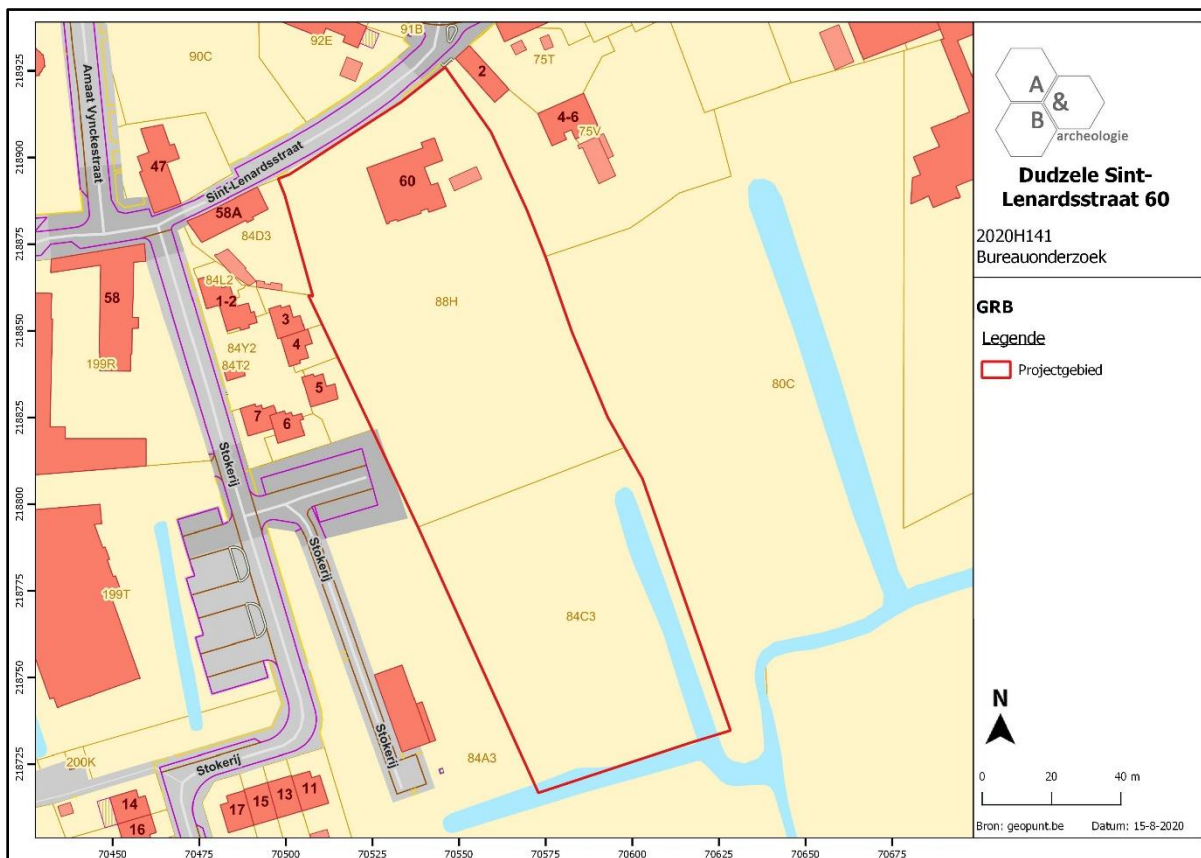 A
&
B
archeologie
Dudzele Sint-
Lenardsstraat 60
2020H141
Bureauonderzoek
GRB
Legende
Projectgebied
N
0 20 40 m
Bron: geopunt.be Datum: 15-8-2020
218925
218900
218875
218850
218825
218800
218775
218750
218725
70450 70475 70500 70525 70550 70575 70600 70625 70650 70675
90C
92E
91B
75T
2
4-6
75V
Amaat Vynckestraat
47
Sint-Lenardsstraat
60
58A
84D3
58
84L2
1-2
3
88H
4
84Y2
84T2
199R
5
80C
7
6
Stokerij
Stokerij
199T
84C3
Stokerij
84A3
200K
Stokerij
14
16
17
15
13
11